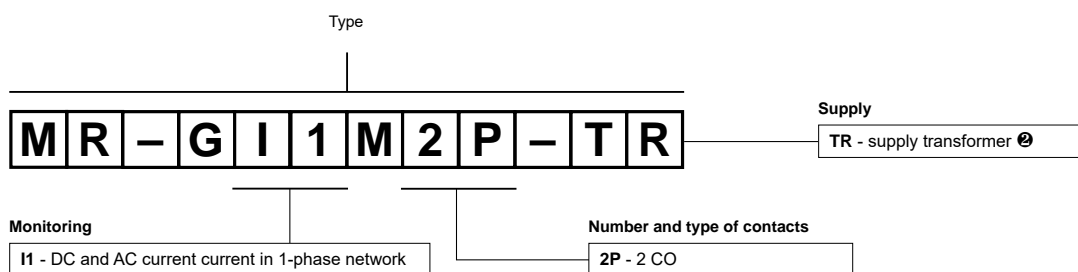 Type
MR–GI1M2P–TR
Supply
TR - supply transformer ❷
Monitoring
I1 - DC and AC current current in 1-phase network
Number and type of contacts
2P - 2 CO